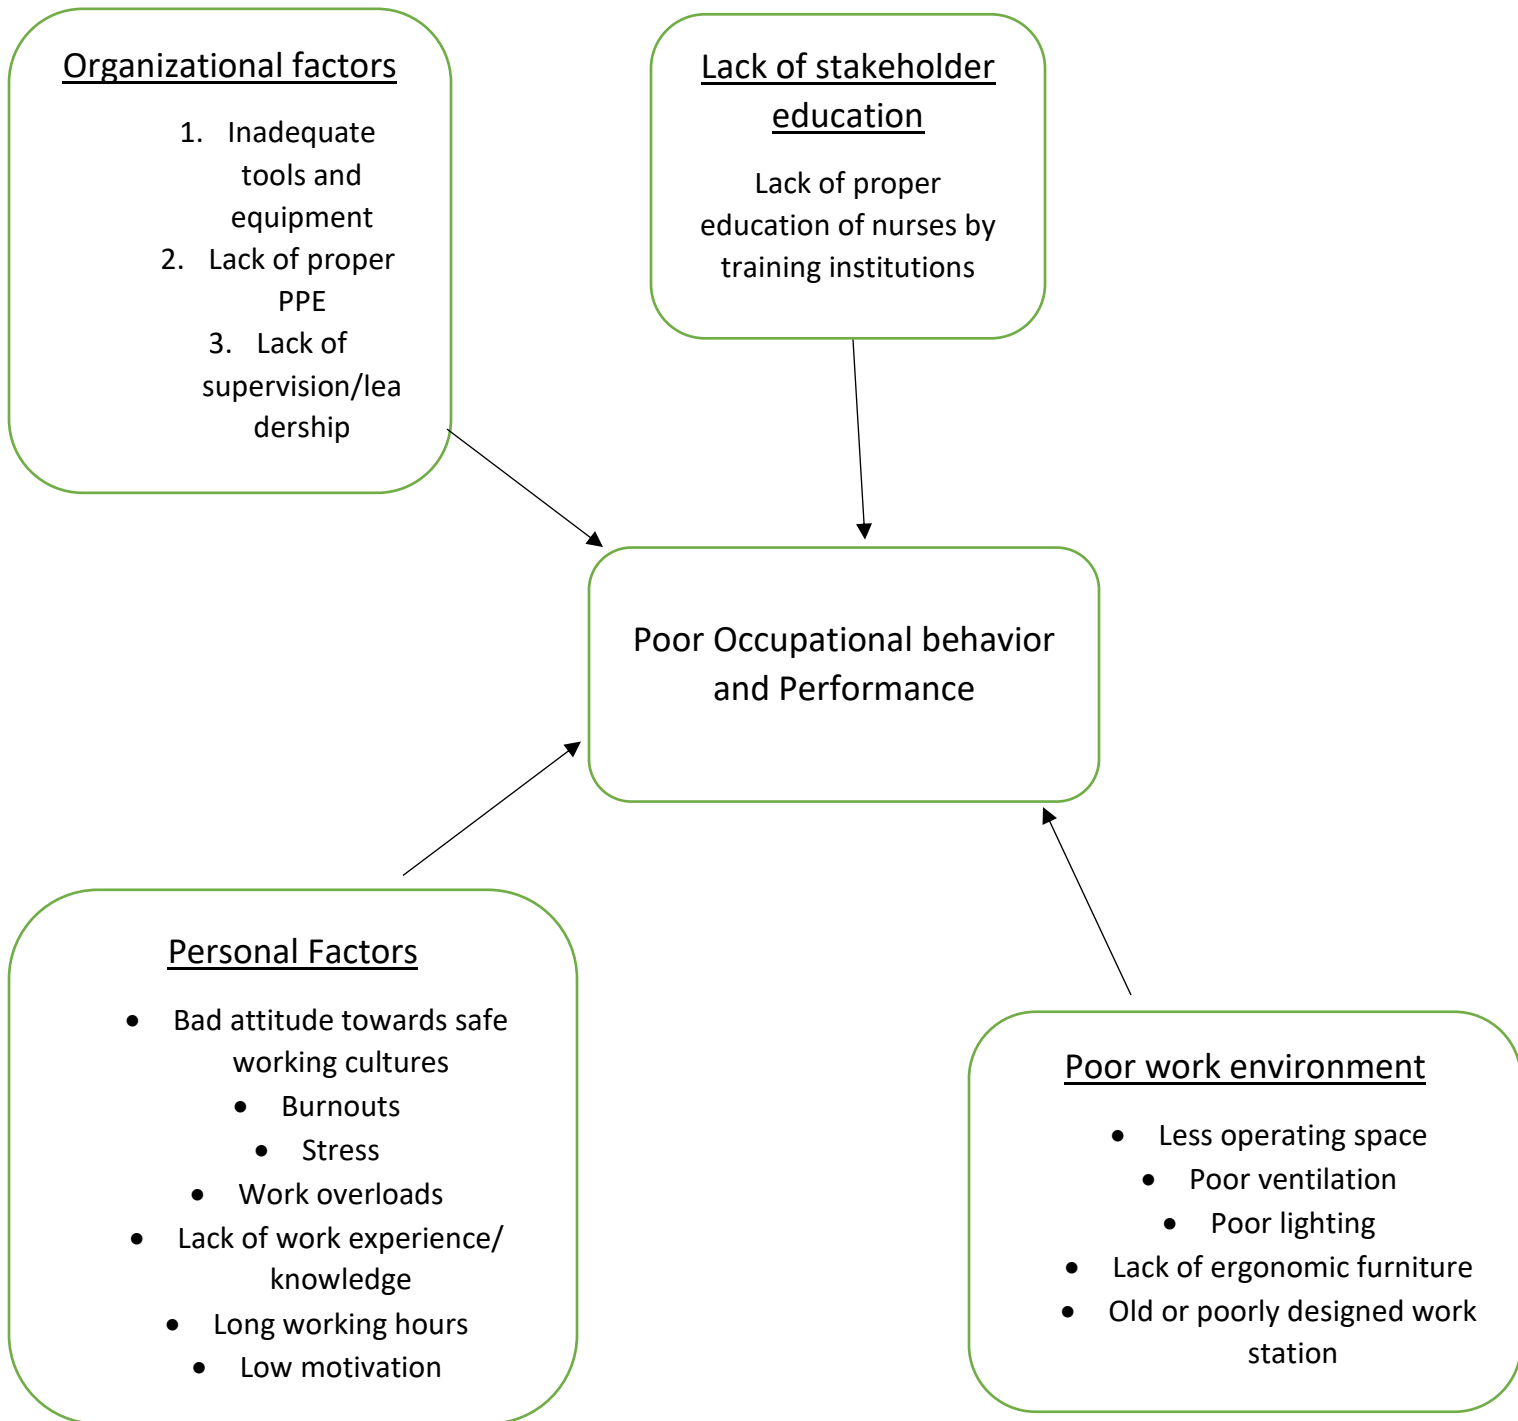 Organizational factors
1. Inadequate
tools and
equipment
2. Lack of proper
PPE
3. Lack of
supervision/lea
dership
Lack of stakeholder
education
Lack of proper
education of nurses by
training institutions
Poor Occupational behavior
and Performance
Personal Factors
• Bad attitude towards safe
working cultures
• Burnouts
• Stress
• Work overloads
• Lack of work experience/
knowledge
• Long working hours
• Low motivation
Poor work environment
• Less operating space
• Poor ventilation
• Poor lighting
• Lack of ergonomic furniture
• Old or poorly designed work
station